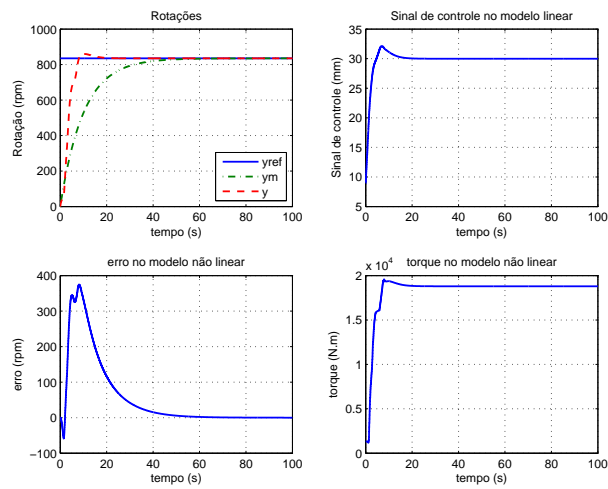 Rotações
1000
800
600
400
200
0
Rotação (rpm)
0 20 40 60 80 100
tempo (s)
yref
ym
y
Sinal de controle no modelo linear
35
30
25
20
15
10
5
Sinal de controle (mm)
0 20 40 60 80 100
tempo (s)
erro no modelo não linear
400
300
200
100
0
−100
erro (rpm)
0 20 40 60 80 100
tempo (s)
torque no modelo não linear
x 10⁴
2
1.5
1
0.5
0
torque (N.m)
0 20 40 60 80 100
tempo (s)